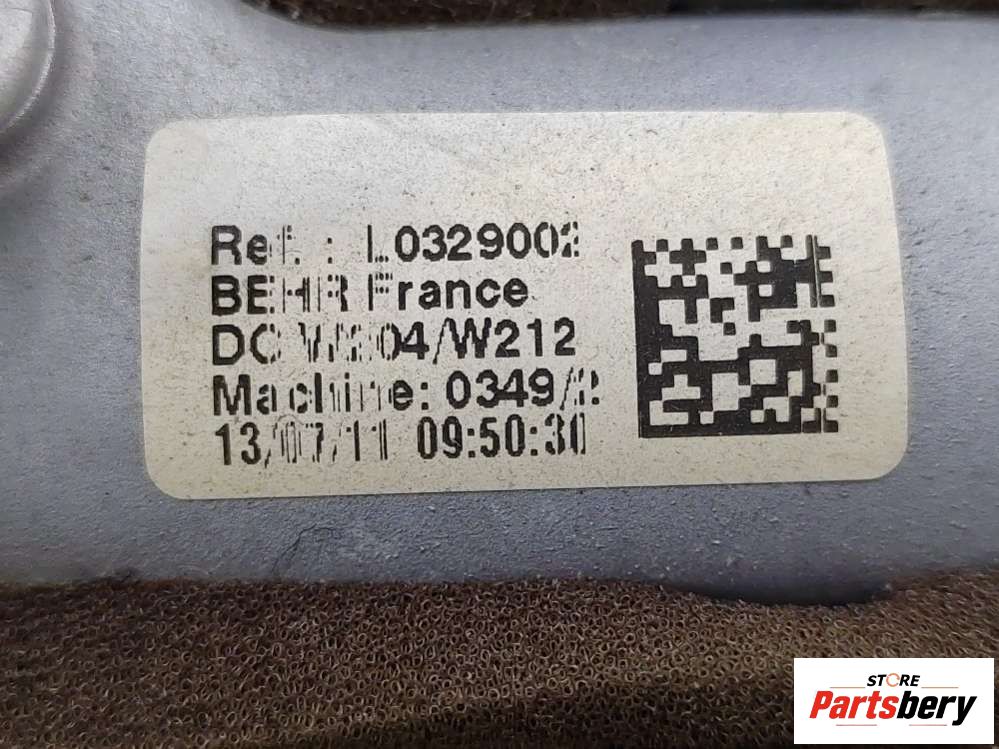 Ref. : L0329002
BEHR France
DC W204/W212
Machine: 0349/2
13/07/11 09:50:30
STORE
Partsbery